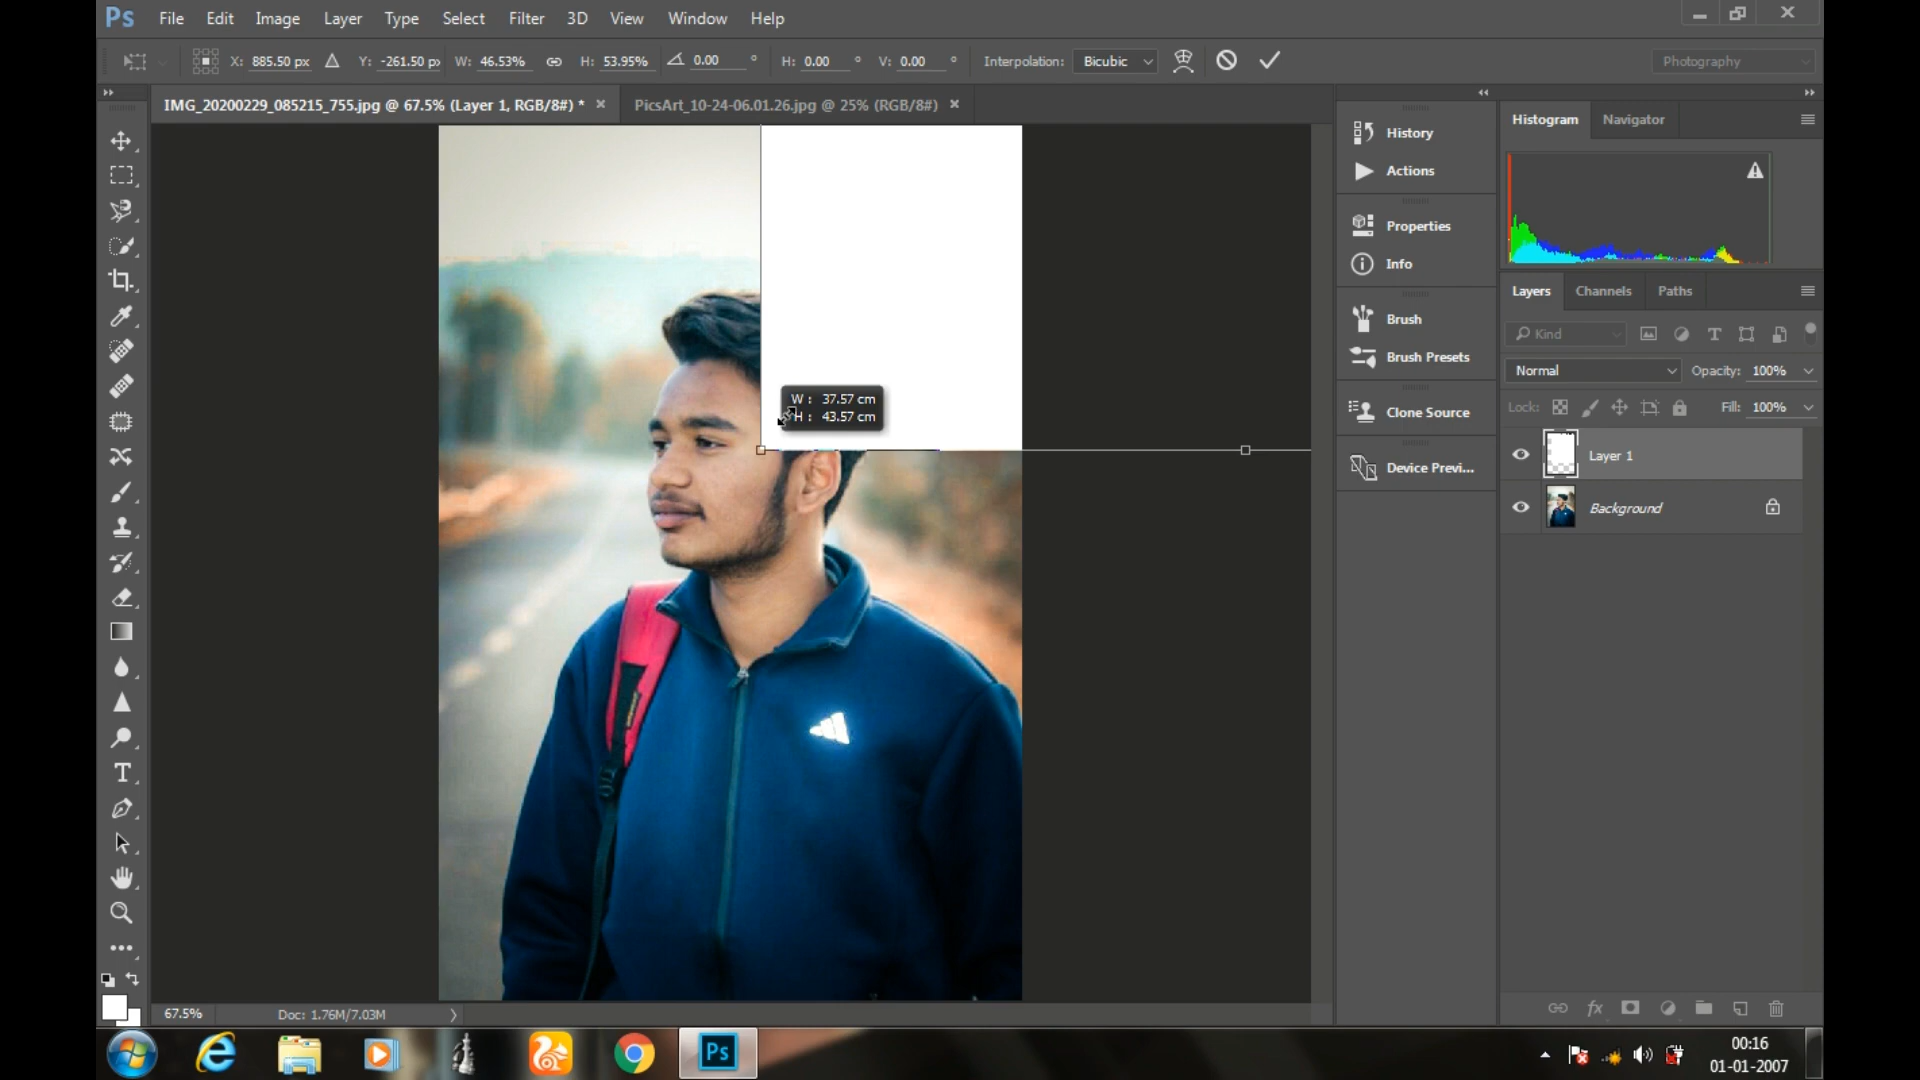 Ps File Edit Image Layer Type Select Filter 3D View Window Help
X: 885.50 px Y: -261.50 px W: 46.53% H: 53.95% 0.00 ° H: 0.00 ° V: 0.00 ° Interpolation: Bicubic Photography
IMG_20200229_085215_755.jpg @ 67.5% (Layer 1, RGB/8#) * × PicsArt_10-24-06.01.26.jpg @ 25% (RGB/8#) ×
History
Actions
Properties
Info
Brush
Brush Presets
Clone Source
Device Previ...
Histogram Navigator
Layers Channels Paths
Kind
Normal Opacity: 100%
Lock: Fill: 100%
Layer 1
Background
W : 37.57 cm
H : 43.57 cm
fx
67.5% Doc: 1.76M/7.03M
Ps
00:16
01-01-2007